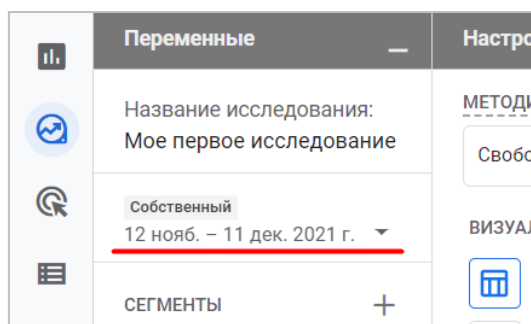 Переменные
Настро
Название исследования:
Мое первое исследование
МЕТОДИ
Свобо
Собственный
12 нояб. – 11 дек. 2021 г.
ВИЗУАЛ
СЕГМЕНТЫ